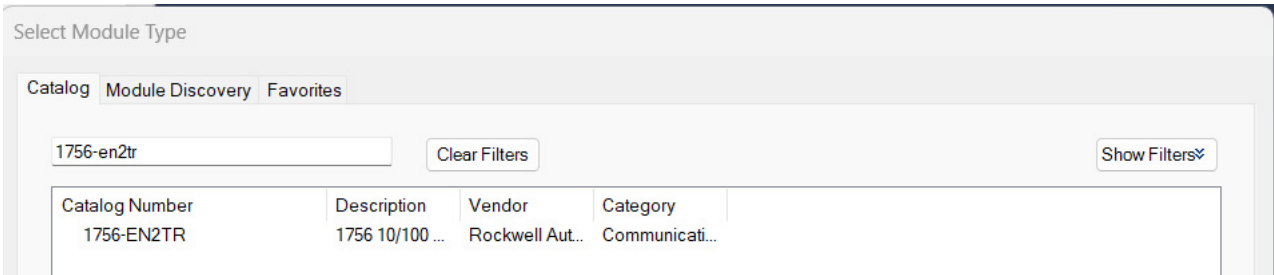 Select Module Type
Catalog Module Discovery Favorites
1756-en2tr Clear Filters Show Filters
Catalog Number Description Vendor Category
1756-EN2TR 1756 10/100 ... Rockwell Aut... Communicati...